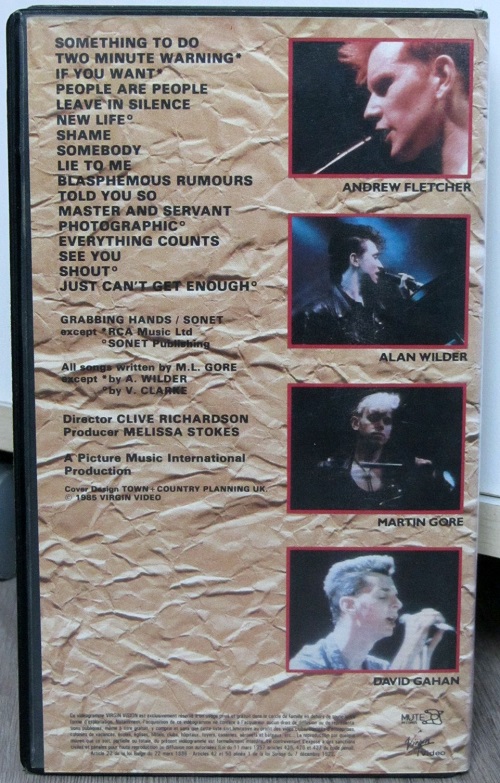 SOMETHING TO DO
TWO MINUTE WARNING*
IF YOU WANT*
PEOPLE ARE PEOPLE
LEAVE IN SILENCE
NEW LIFE°
SHAME
SOMEBODY
LIE TO ME
BLASPHEMOUS RUMOURS
TOLD YOU SO
MASTER AND SERVANT
PHOTOGRAPHIC°
EVERYTHING COUNTS
SEE YOU
SHOUT°
JUST CAN'T GET ENOUGH°
GRABBING HANDS / SONET
except *RCA Music Ltd
°SONET Publishing
All songs written by M.L. GORE
except *by A. WILDER
°by V. CLARKE
Director CLIVE RICHARDSON
Producer MELISSA STOKES
A Picture Music International
Production
Cover Design TOWN + COUNTRY PLANNING UK.
© 1985 VIRGIN VIDEO
ANDREW FLETCHER
ALAN WILDER
MARTIN GORE
DAVID GAHAN
MUTE
Virgin
Video